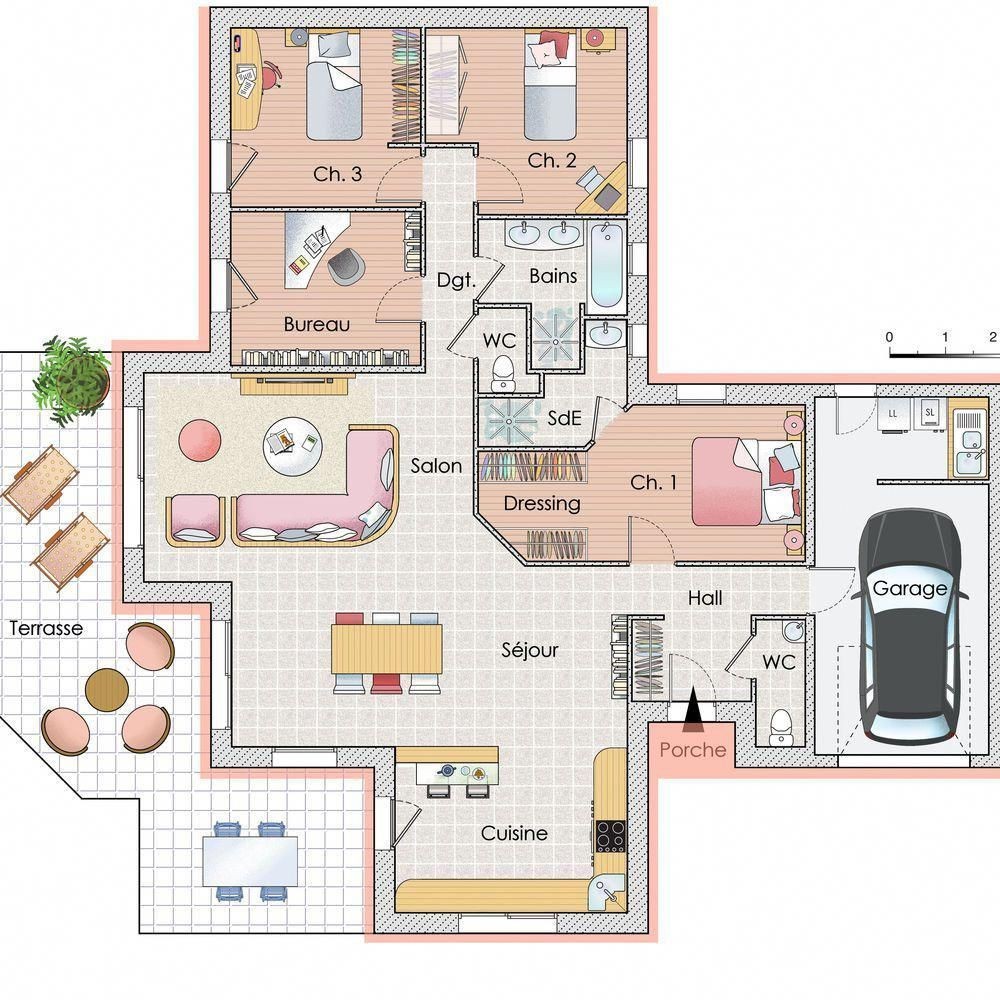 Ch. 3
Ch. 2
Dgt.
Bains
Bureau
WC
0 1 2
SdE
LL
SL
Salon
Ch. 1
Dressing
Garage
Hall
Terrasse
Séjour
WC
Porche
Cuisine